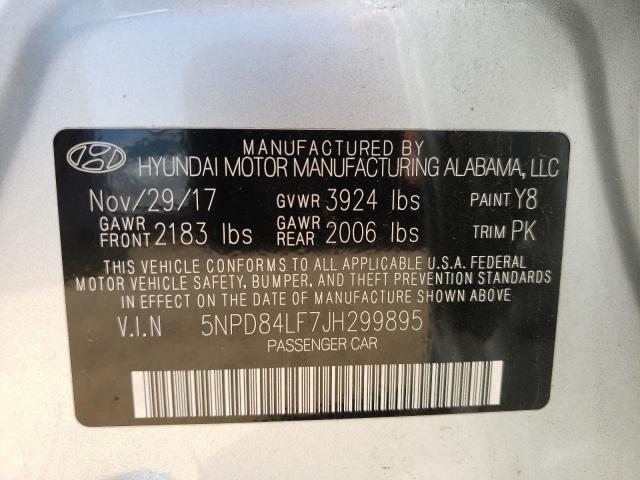 MANUFACTURED BY
HYUNDAI MOTOR MANUFACTURING ALABAMA, LLC
Nov/29/17 GVWR 3924 lbs PAINT Y8
GAWR FRONT 2183 lbs GAWR REAR 2006 lbs TRIM PK
THIS VEHICLE CONFORMS TO ALL APPLICABLE U.S.A. FEDERAL
MOTOR VEHICLE SAFETY, BUMPER, AND THEFT PREVENTION STANDARDS
IN EFFECT ON THE DATE OF MANUFACTURE SHOWN ABOVE
V.I.N 5NPD84LF7JH299895
PASSENGER CAR